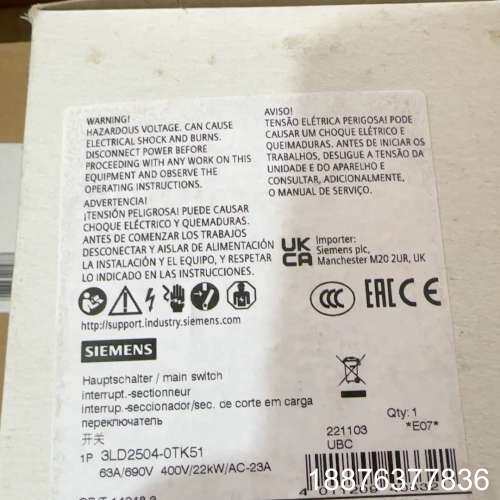 WARNING!
HAZARDOUS VOLTAGE. CAN CAUSE
ELECTRICAL SHOCK AND BURNS.
DISCONNECT POWER BEFORE
PROCEEDING WITH ANY WORK ON THIS
EQUIPMENT AND OBSERVE THE
OPERATING INSTRUCTIONS.
ADVERTENCIA!
¡TENSIÓN PELIGROSA!. PUEDE CAUSAR
CHOQUE ELÉCTRICO Y QUEMADURAS.
ANTES DE COMENZAR LOS TRABAJOS
DESCONECTAR Y AISLAR DE ALIMENTACIÓN
LA INSTALACIÓN Y EL EQUIPO, Y RESPETAR
LO INDICADO EN LAS INSTRUCCIONES.
AVISO!
TENSÃO ELÉTRICA PERIGOSA! PODE
CAUSAR UM CHOQUE ELÉTRICO E
QUEIMADURAS. ANTES DE INICIAR OS
TRABALHOS, DESLIGUE A TENSÃO DA
UNIDADE E DO APARELHO E
CONSULTAR, ADICIONALMENTE,
O MANUAL DE SERVIÇO.
UK
CA
Importer:
Siemens plc,
Manchester M20 2UR, UK
CCC
EAC CE
http://support.industry.siemens.com
SIEMENS
Hauptschalter / main switch
interrupt.-sectionneur
interrup.-seccionador/sec. de corte em carga
переключатель
开关
1P 3LD2504-0TK51
63A/690V 400V/22kW/AC-23A
221103
UBC
Qty: 1
*E07*
18876377836